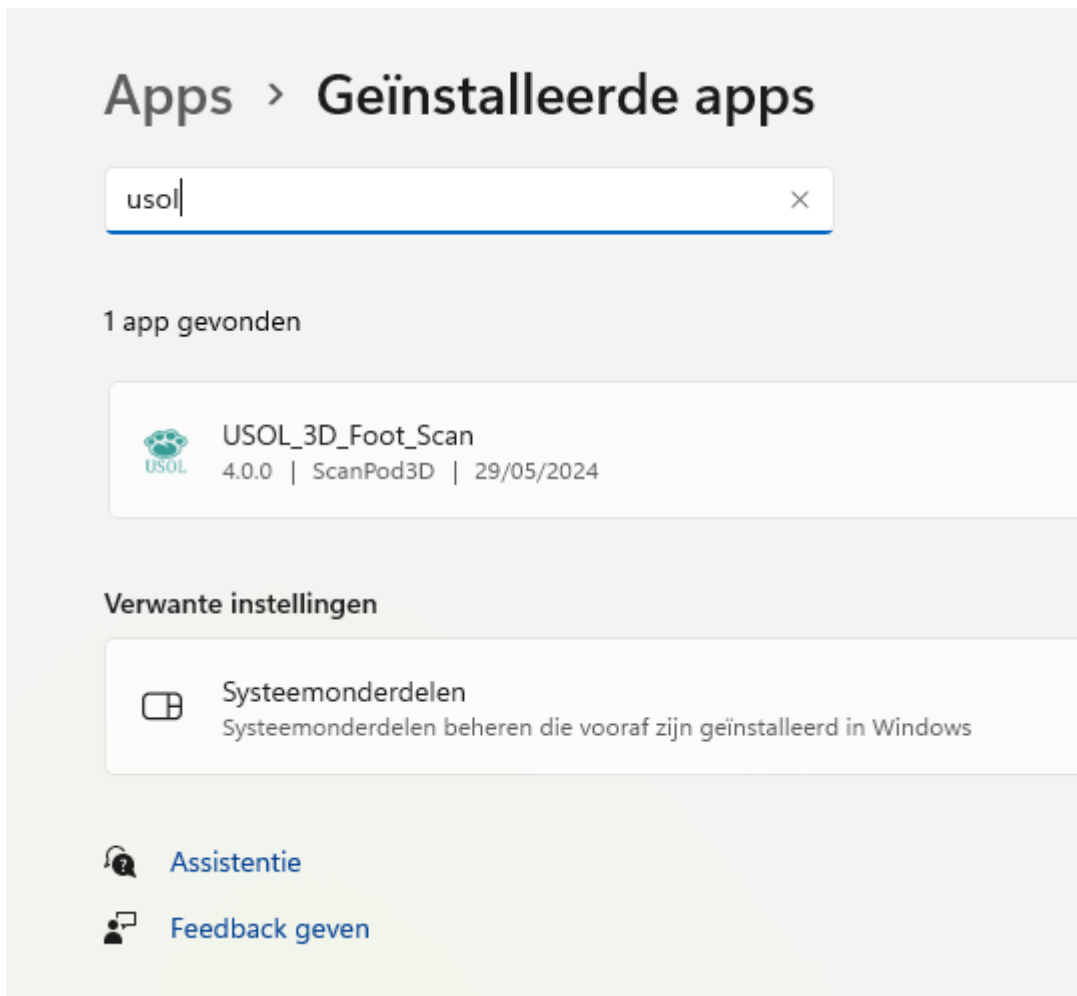 Apps > Geïnstalleerde apps
usol
1 app gevonden
USOL
USOL_3D_Foot_Scan
4.0.0 | ScanPod3D | 29/05/2024
Verwante instellingen
Systeemonderdelen
Systeemonderdelen beheren die vooraf zijn geïnstalleerd in Windows
Assistentie
Feedback geven